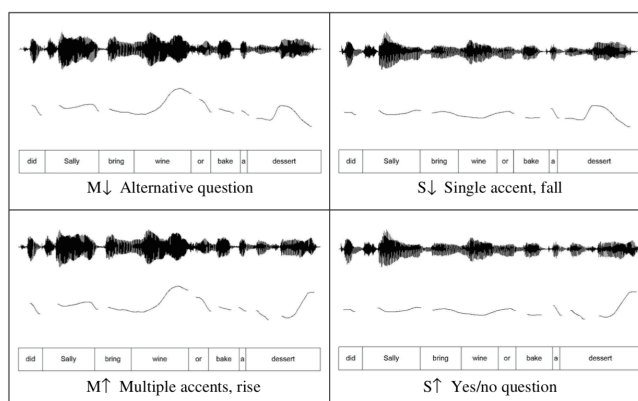 did Sally bring wine or bake a dessert
M↓ Alternative question
did Sally bring wine or bake a dessert
S↓ Single accent, fall
did Sally bring wine or bake a dessert
M↑ Multiple accents, rise
did Sally bring wine or bake a dessert
S↑ Yes/no question